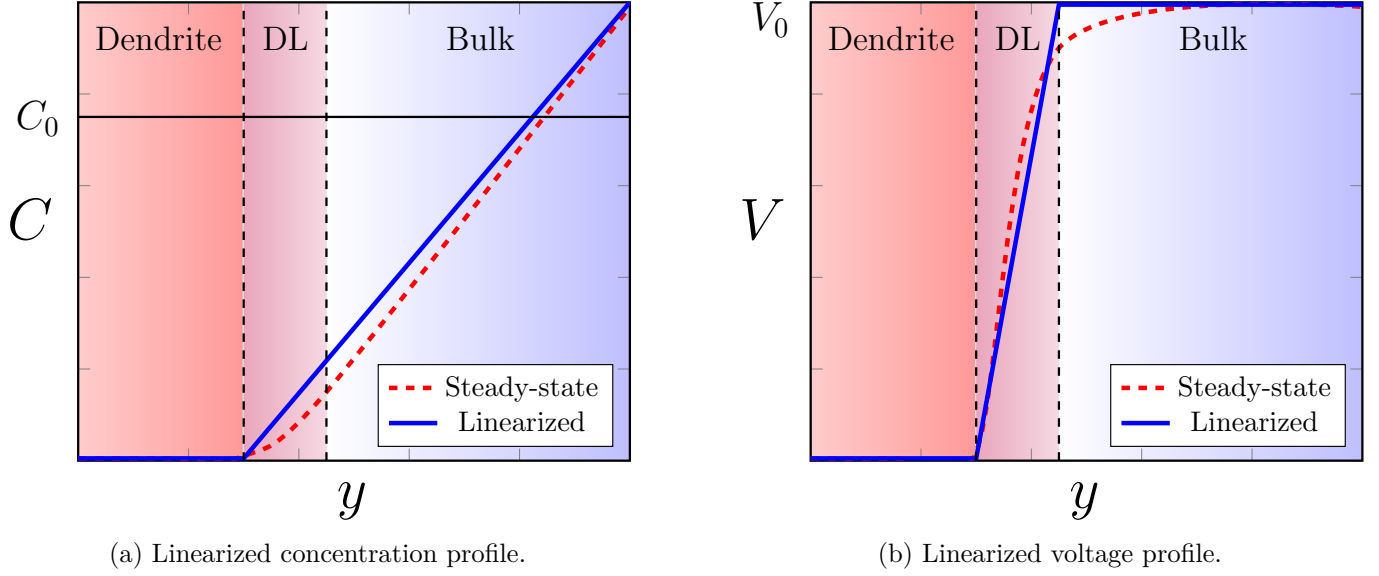 Dendrite DL Bulk
C₀
C
Steady-state
Linearized
y
(a) Linearized concentration profile.
V₀
Dendrite DL Bulk
V
Steady-state
Linearized
y
(b) Linearized voltage profile.